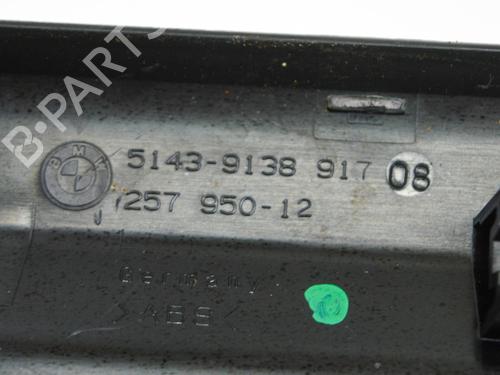 B-PARTS
BMW
5143-9138 917 08
7257 950-12
Germany
>ABS<